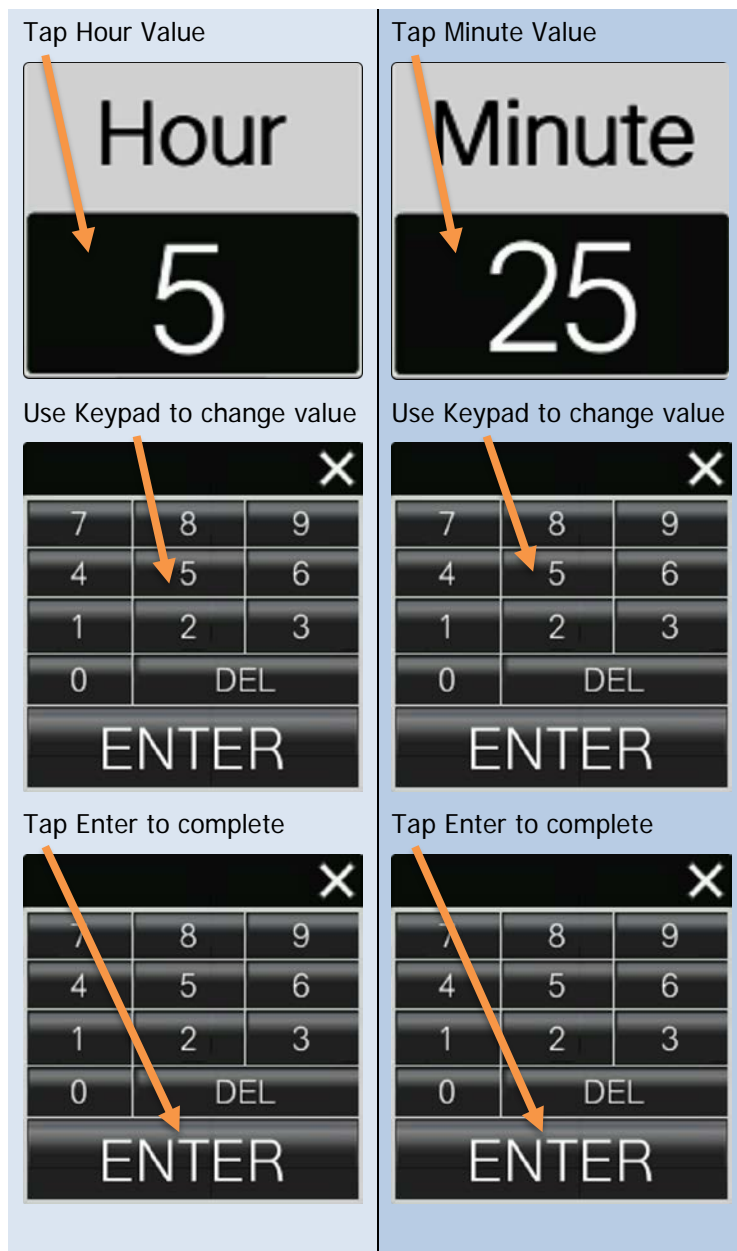 Tap Hour Value
Hour
5
Use Keypad to change value
X
7 8 9
4 5 6
1 2 3
0 DEL
ENTER
Tap Enter to complete
X
7 8 9
4 5 6
1 2 3
0 DEL
ENTER
Tap Minute Value
Minute
25
Use Keypad to change value
X
7 8 9
4 5 6
1 2 3
0 DEL
ENTER
Tap Enter to complete
X
7 8 9
4 5 6
1 2 3
0 DEL
ENTER